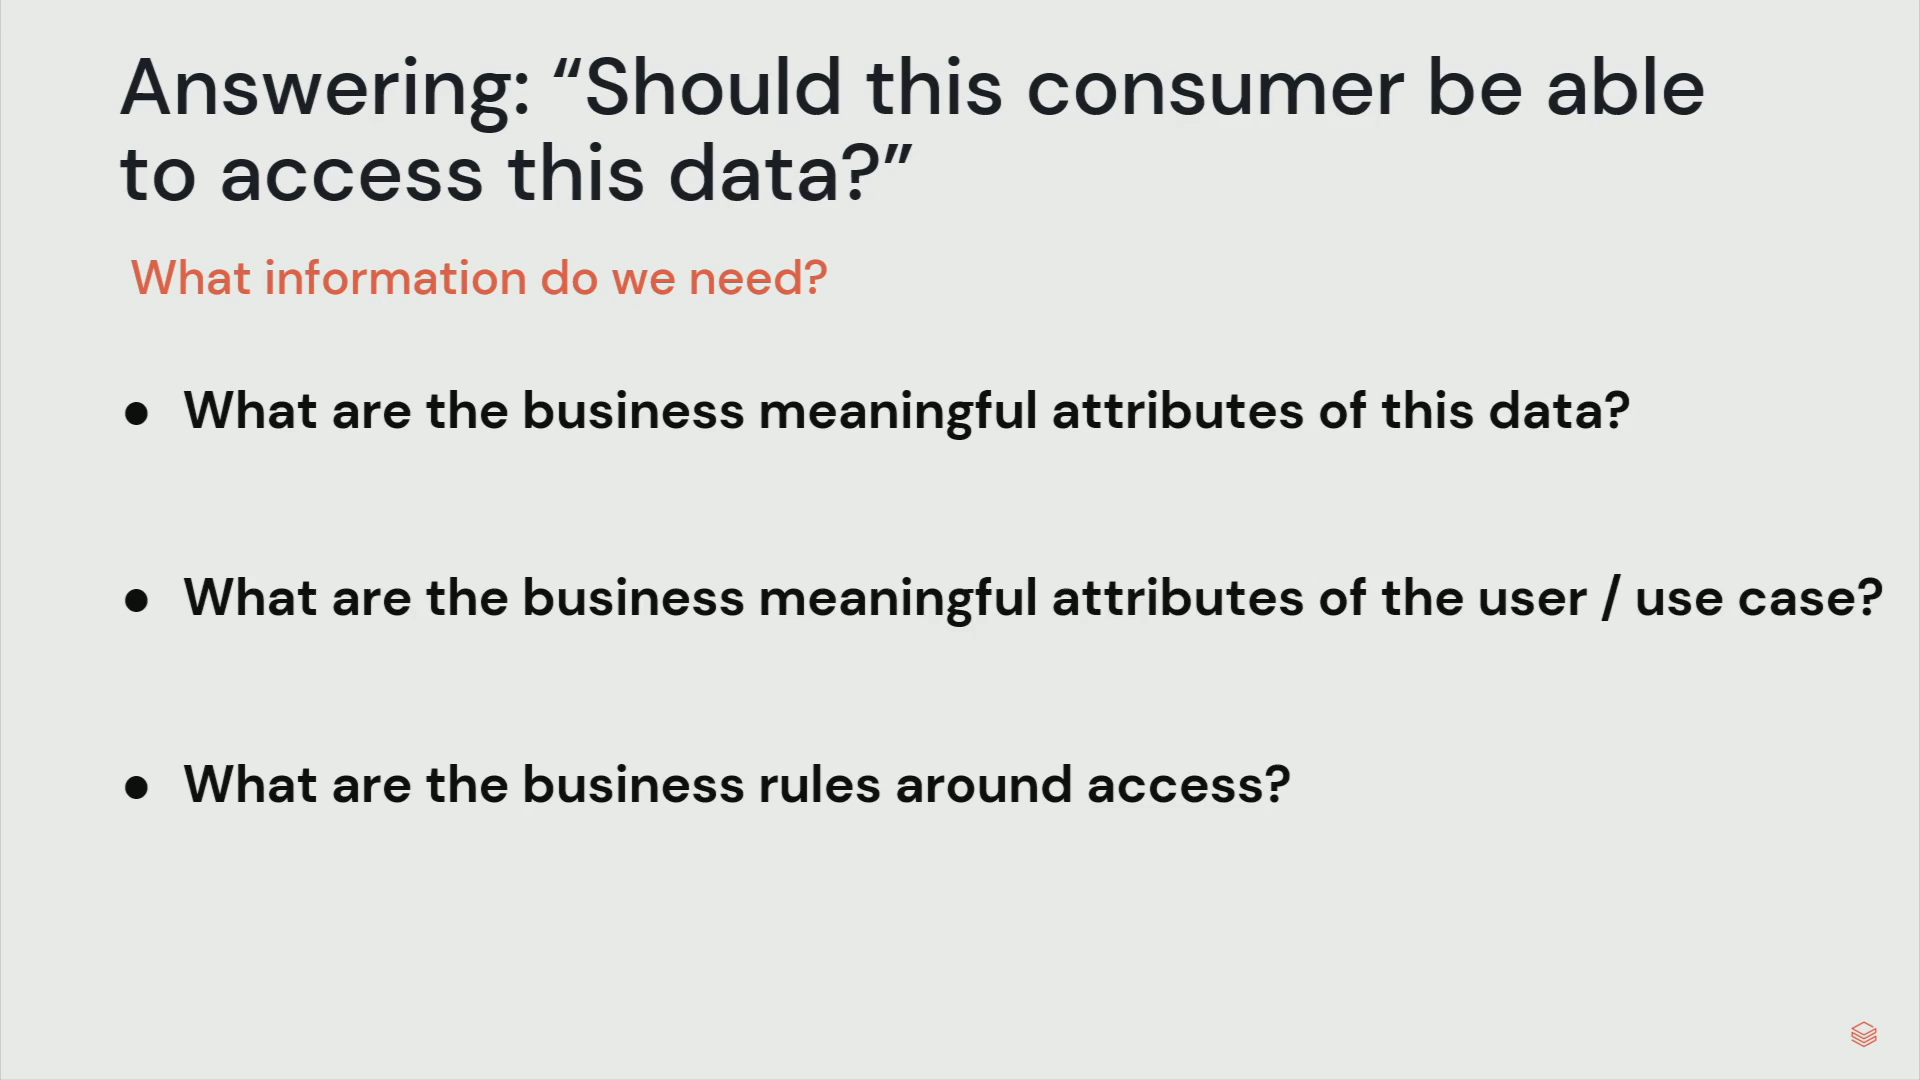 Answering: “Should this consumer be able
to access this data?”
What information do we need?
● What are the business meaningful attributes of this data?
● What are the business meaningful attributes of the user / use case?
● What are the business rules around access?